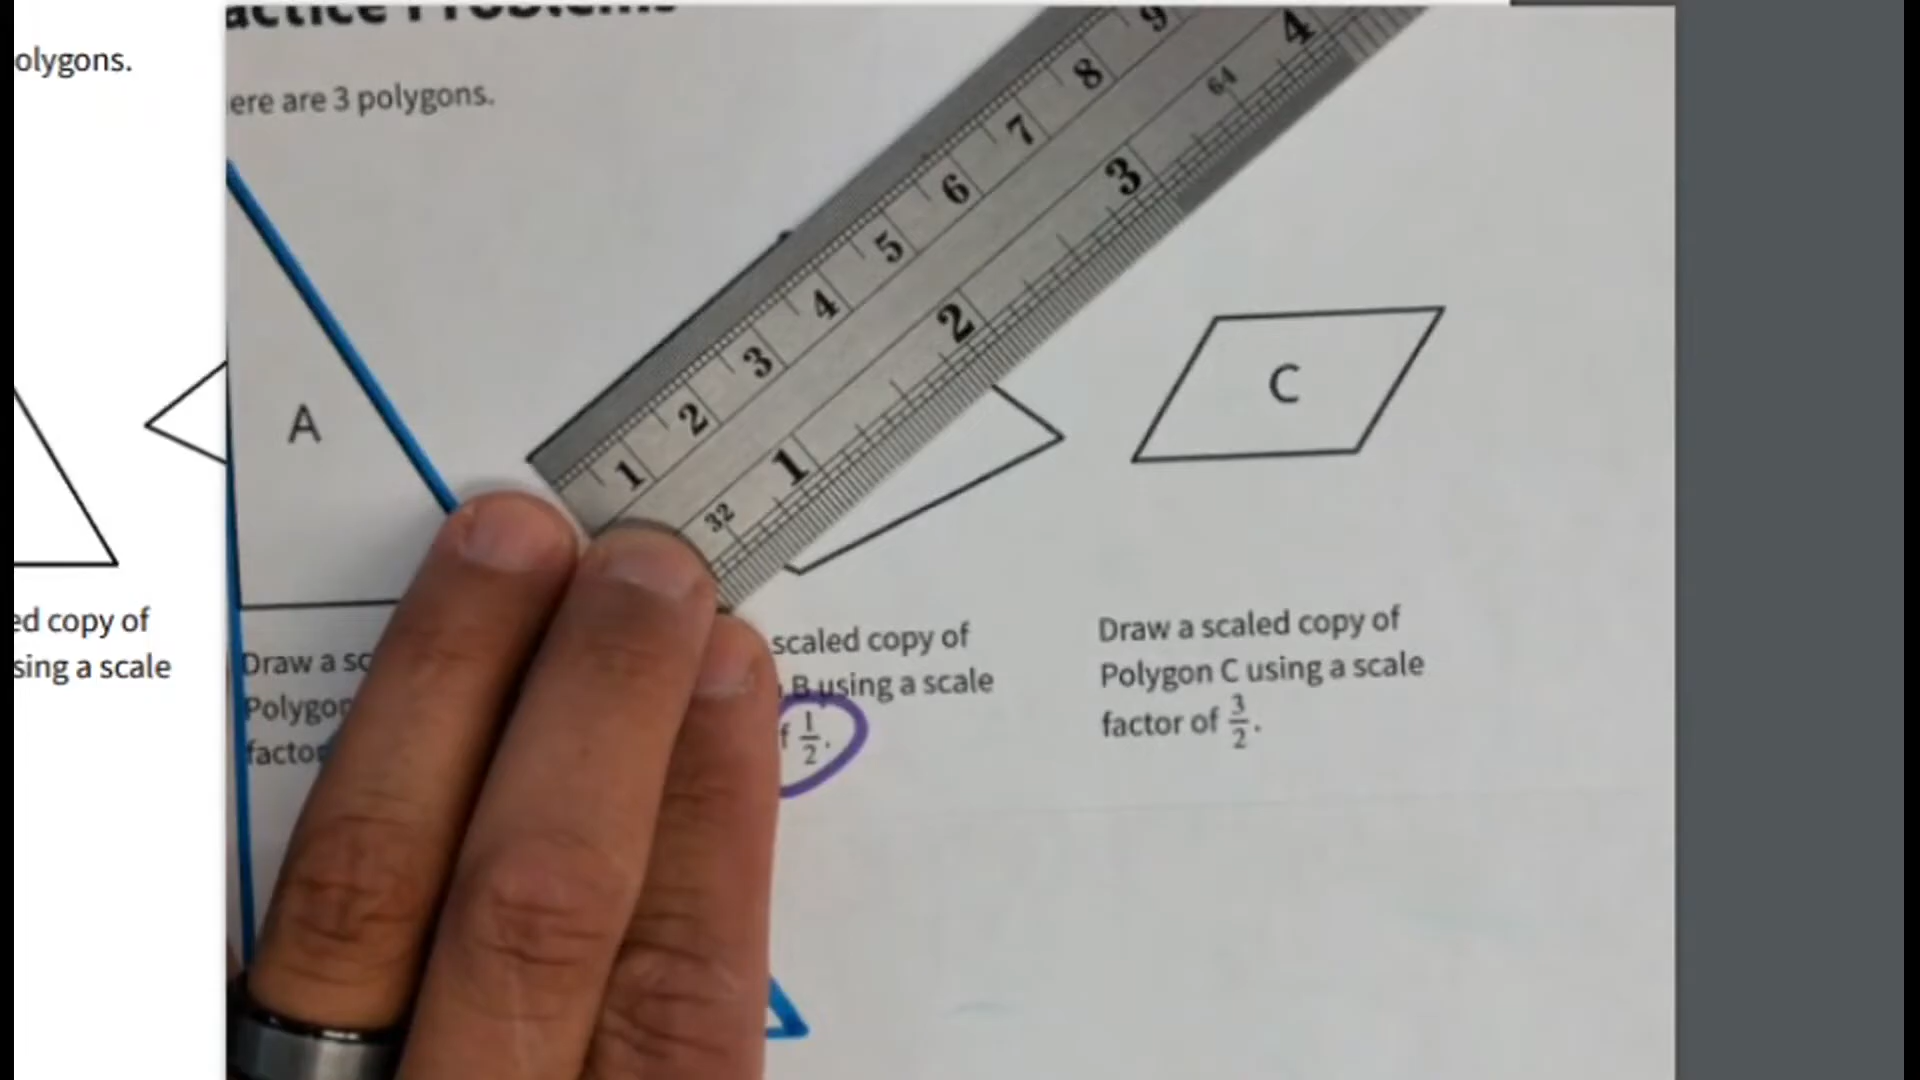 actice Problems
olygons.
ere are 3 polygons.
1 2 3 4 5 6 7 8 9
32 1 2 3 64 4
A
C
ed copy of
sing a scale
Draw a sc
Polygon
factor
scaled copy of
B using a scale
f 1/2.
Draw a scaled copy of
Polygon C using a scale
factor of 3/2.